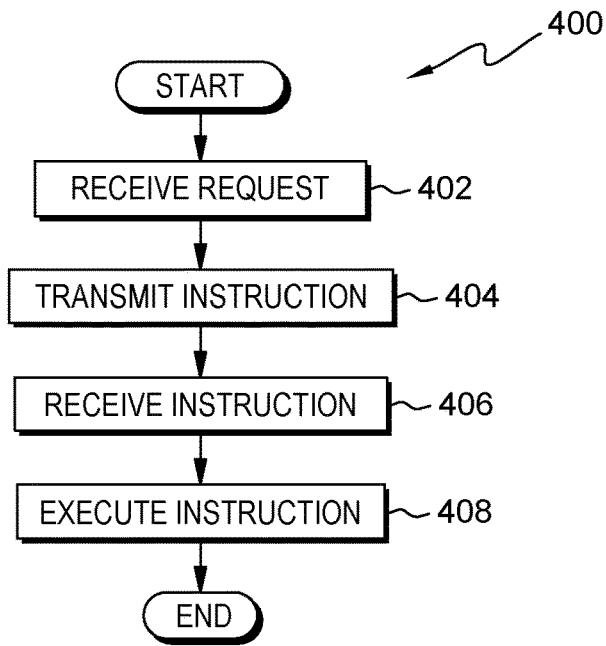 400
START
RECEIVE REQUEST
402
TRANSMIT INSTRUCTION
404
RECEIVE INSTRUCTION
406
EXECUTE INSTRUCTION
408
END